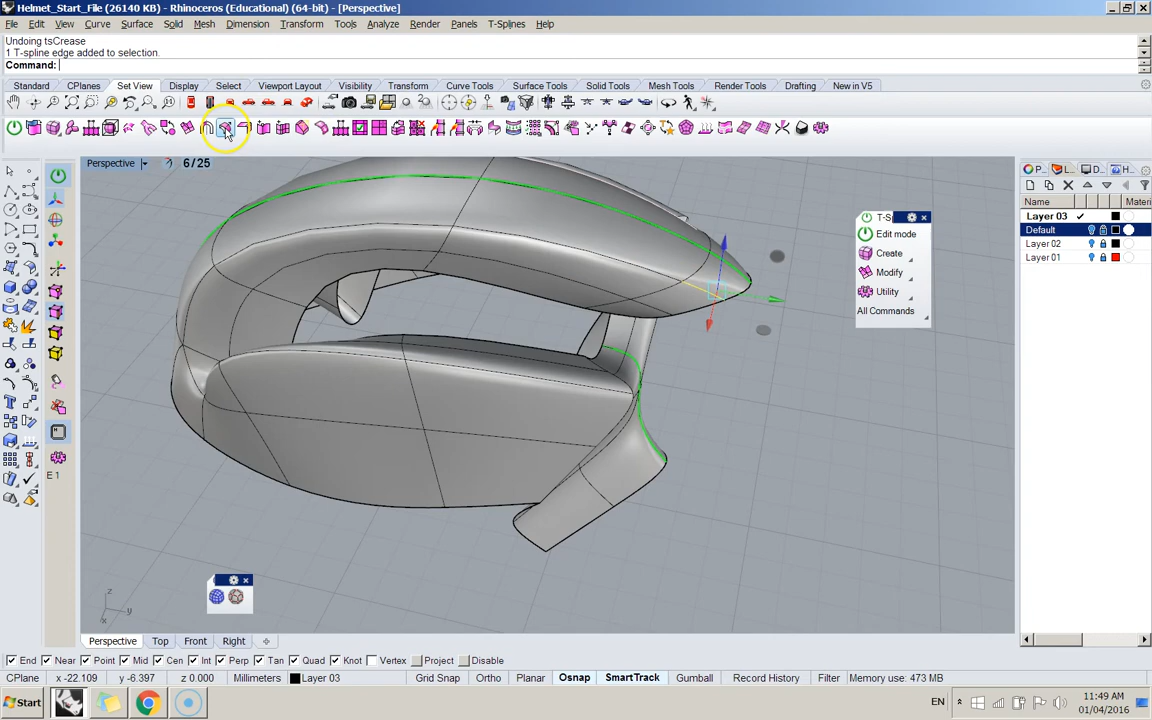 Helmet_Start_File (26140 KB) - Rhinoceros (Educational) (64-bit) - [Perspective]
File Edit View Curve Surface Solid Mesh Dimension Transform Tools Analyze Render Panels T-Splines Help
Undoing tsCrease
1 T-spline edge added to selection.
Command:
Standard CPlanes Set View Display Select Viewport Layout Visibility Transform Curve Tools Surface Tools Solid Tools Mesh Tools Render Tools Drafting New in V5
Perspective 6/25
P... L... D... H...
Name Materi
Layer 03
Default
Layer 02
Layer 01
T-S
Edit mode
Create
Modify
Utility
All Commands
E 1
z
x y
Perspective Top Front Right
End Near Point Mid Cen Int Perp Tan Quad Knot Vertex Project Disable
CPlane x -22.109 y -6.397 z 0.000 Millimeters Layer 03 Grid Snap Ortho Planar Osnap SmartTrack Gumball Record History Filter Memory use: 473 MB
Start EN 11:49 AM
01/04/2016